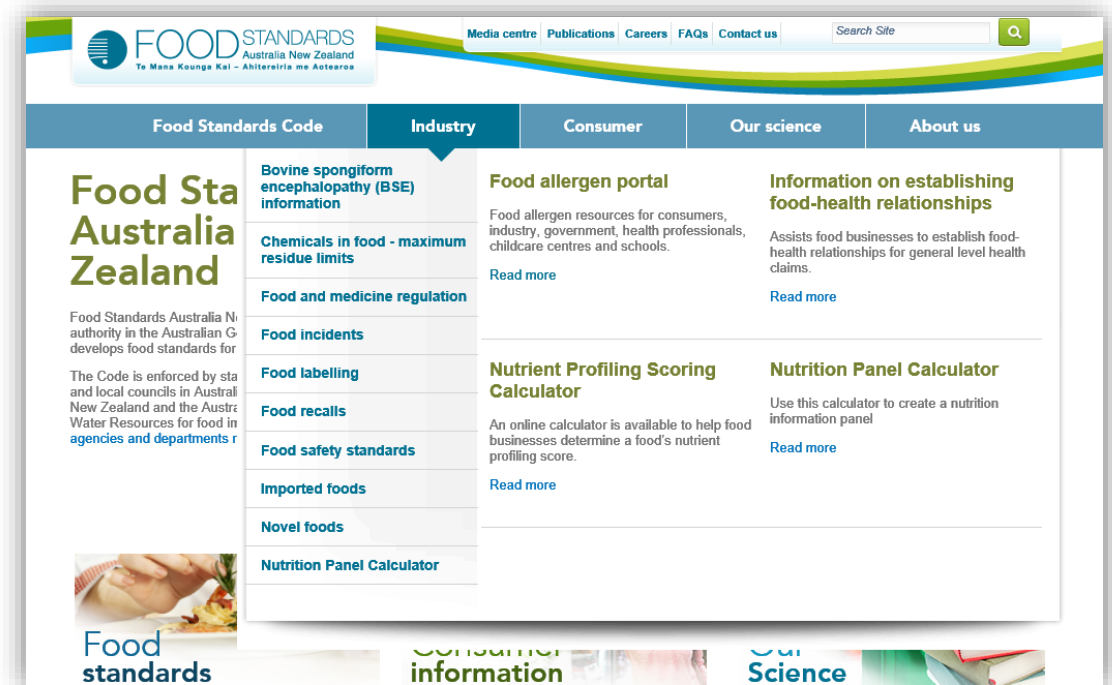 FOOD STANDARDS
Australia New Zealand
Te Mana Kounga Kai – Ahitereiria me Aotearoa
Media centre Publications Careers FAQs Contact us
Search Site
Food Standards Code Industry Consumer Our science About us
Food Sta
Australia
Zealand
Food Standards Australia N
authority in the Australian G
develops food standards for
The Code is enforced by sta
and local councils in Australi
New Zealand and the Austra
Water Resources for food im
agencies and departments r
Bovine spongiform
encephalopathy (BSE)
information
Chemicals in food - maximum
residue limits
Food and medicine regulation
Food incidents
Food labelling
Food recalls
Food safety standards
Imported foods
Novel foods
Nutrition Panel Calculator
Food allergen portal
Food allergen resources for consumers,
industry, government, health professionals,
childcare centres and schools.
Read more
Information on establishing
food-health relationships
Assists food businesses to establish food-
health relationships for general level health
claims.
Read more
Nutrient Profiling Scoring
Calculator
An online calculator is available to help food
businesses determine a food's nutrient
profiling score.
Read more
Nutrition Panel Calculator
Use this calculator to create a nutrition
information panel
Read more
Food
standards
Consumer
information
Our
Science